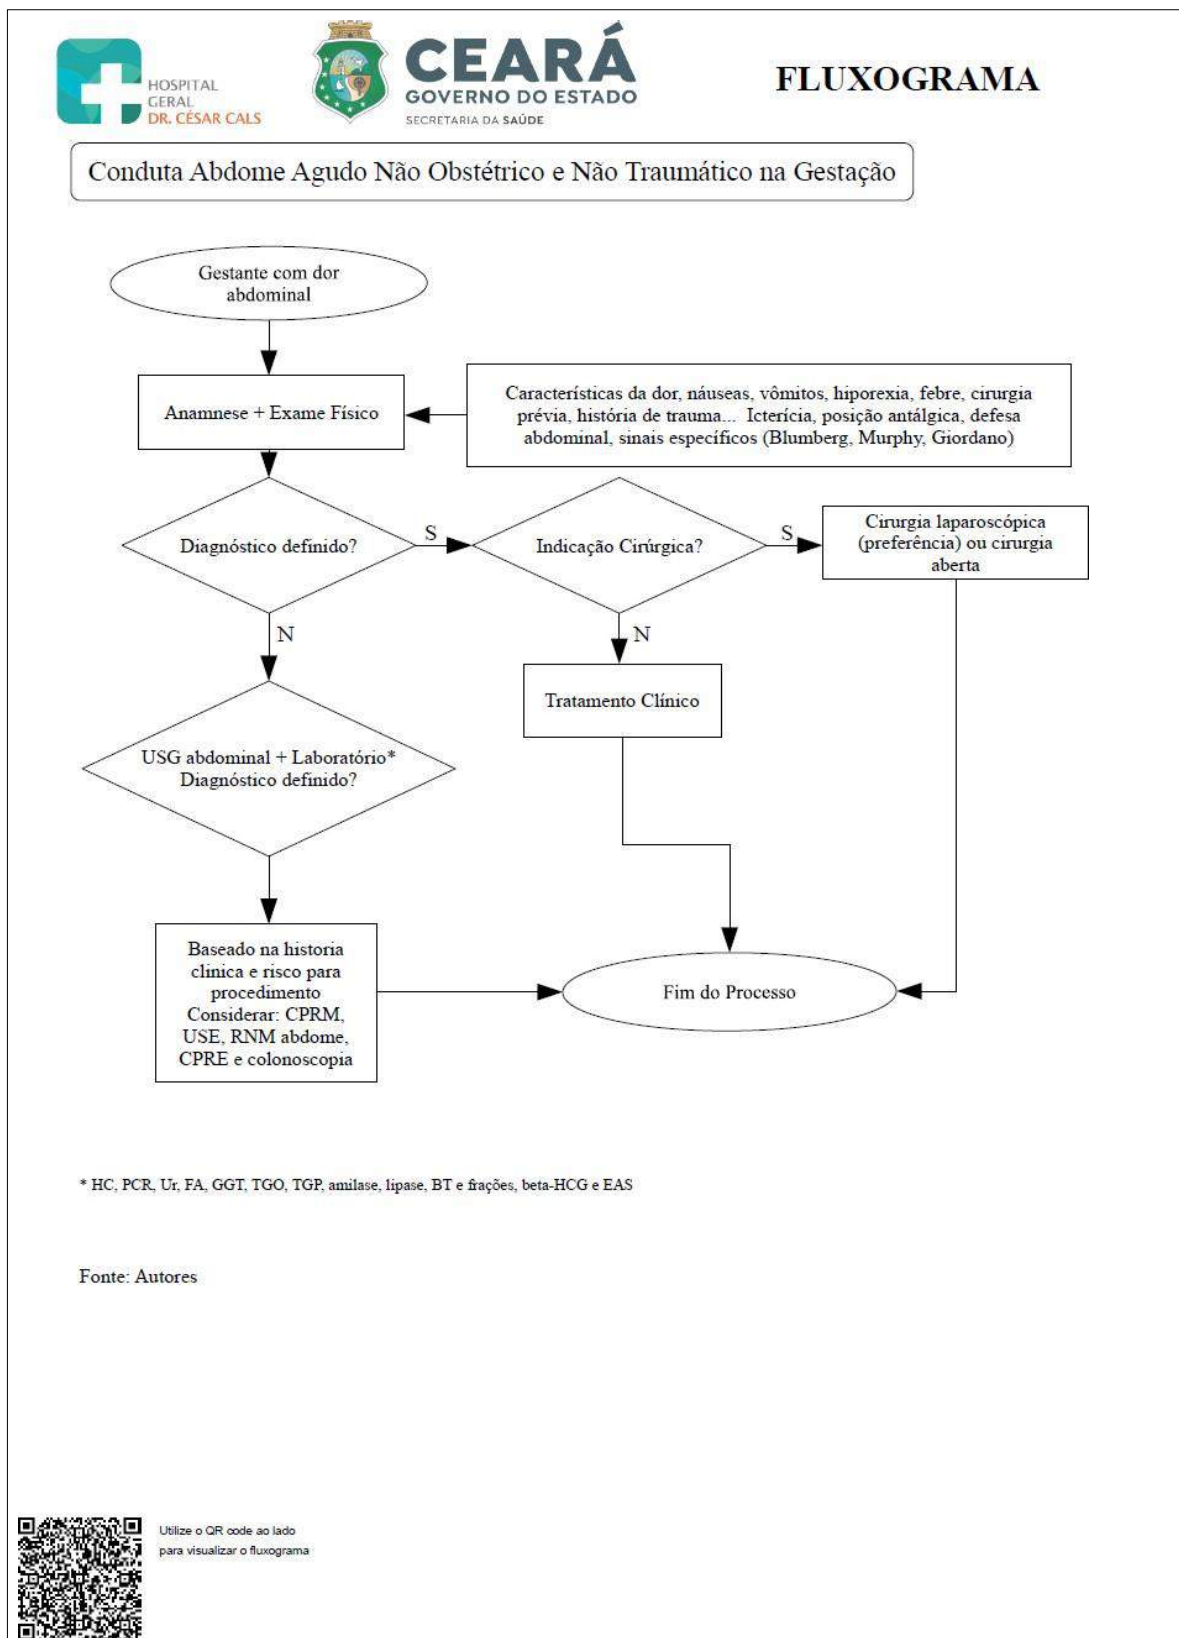 HOSPITAL
GERAL
DR. CÉSAR CALS
CEARÁ
GOVERNO DO ESTADO
SECRETARIA DA SAÚDE
FLUXOGRAMA
Conduta Abdome Agudo Não Obstétrico e Não Traumático na Gestação
Gestante com dor
abdominal
Anamnese + Exame Físico
Características da dor, náuseas, vômitos, hiporexia, febre, cirurgia
prévia, história de trauma... Icterícia, posição antálgica, defesa
abdominal, sinais específicos (Blumberg, Murphy, Giordano)
Diagnóstico definido?
S
Indicação Cirúrgica?
S
Cirurgia laparoscópica
(preferência) ou cirurgia
aberta
N
N
Tratamento Clínico
USG abdominal + Laboratório*
Diagnóstico definido?
Baseado na historia
clinica e risco para
procedimento
Considerar: CPRM,
USE, RNM abdome,
CPRE e colonoscopia
Fim do Processo
* HC, PCR, Ur, FA, GGT, TGO, TGP, amilase, lipase, BT e frações, beta-HCG e EAS
Fonte: Autores
Utilize o QR code ao lado
para visualizar o fluxograma